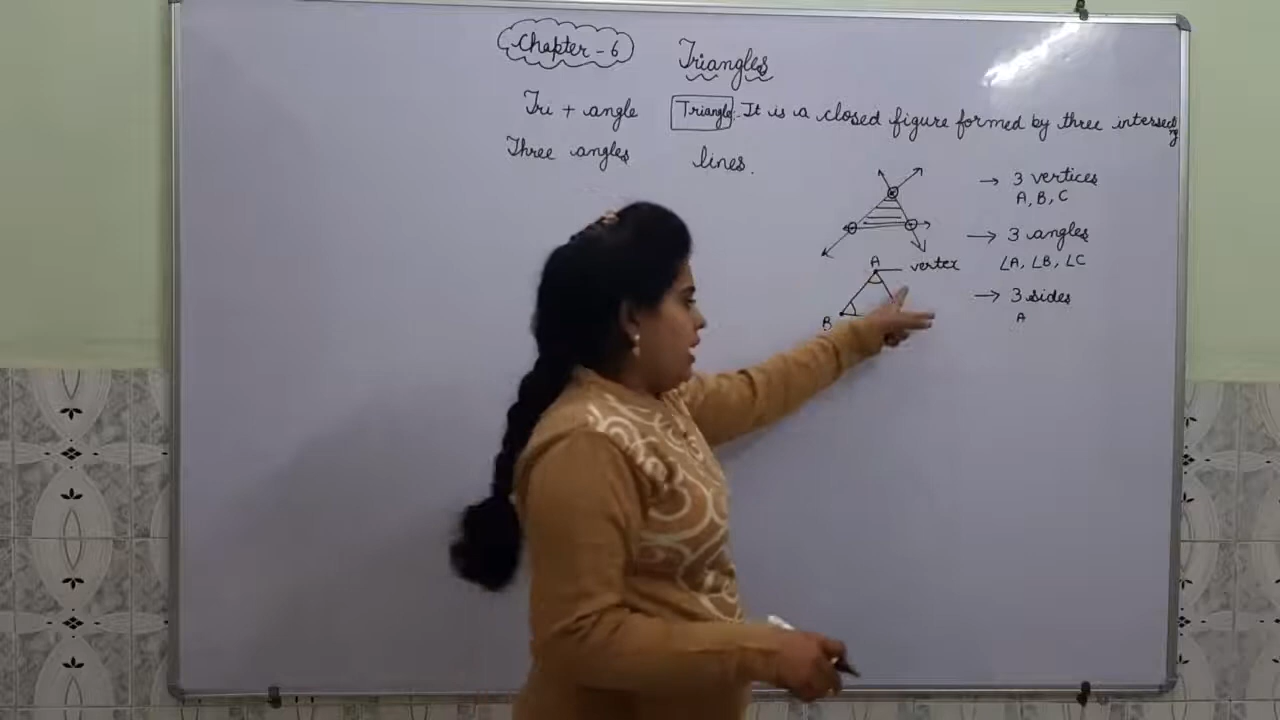 Chapter - 6 Triangles
Tri + angle
Three angles
Triangle:- It is a closed figure formed by three intersecting
lines.
→ 3 vertices
A, B, C
→ 3 angles
∠A, ∠B, ∠C
→ 3 sides
A
A vertex
B